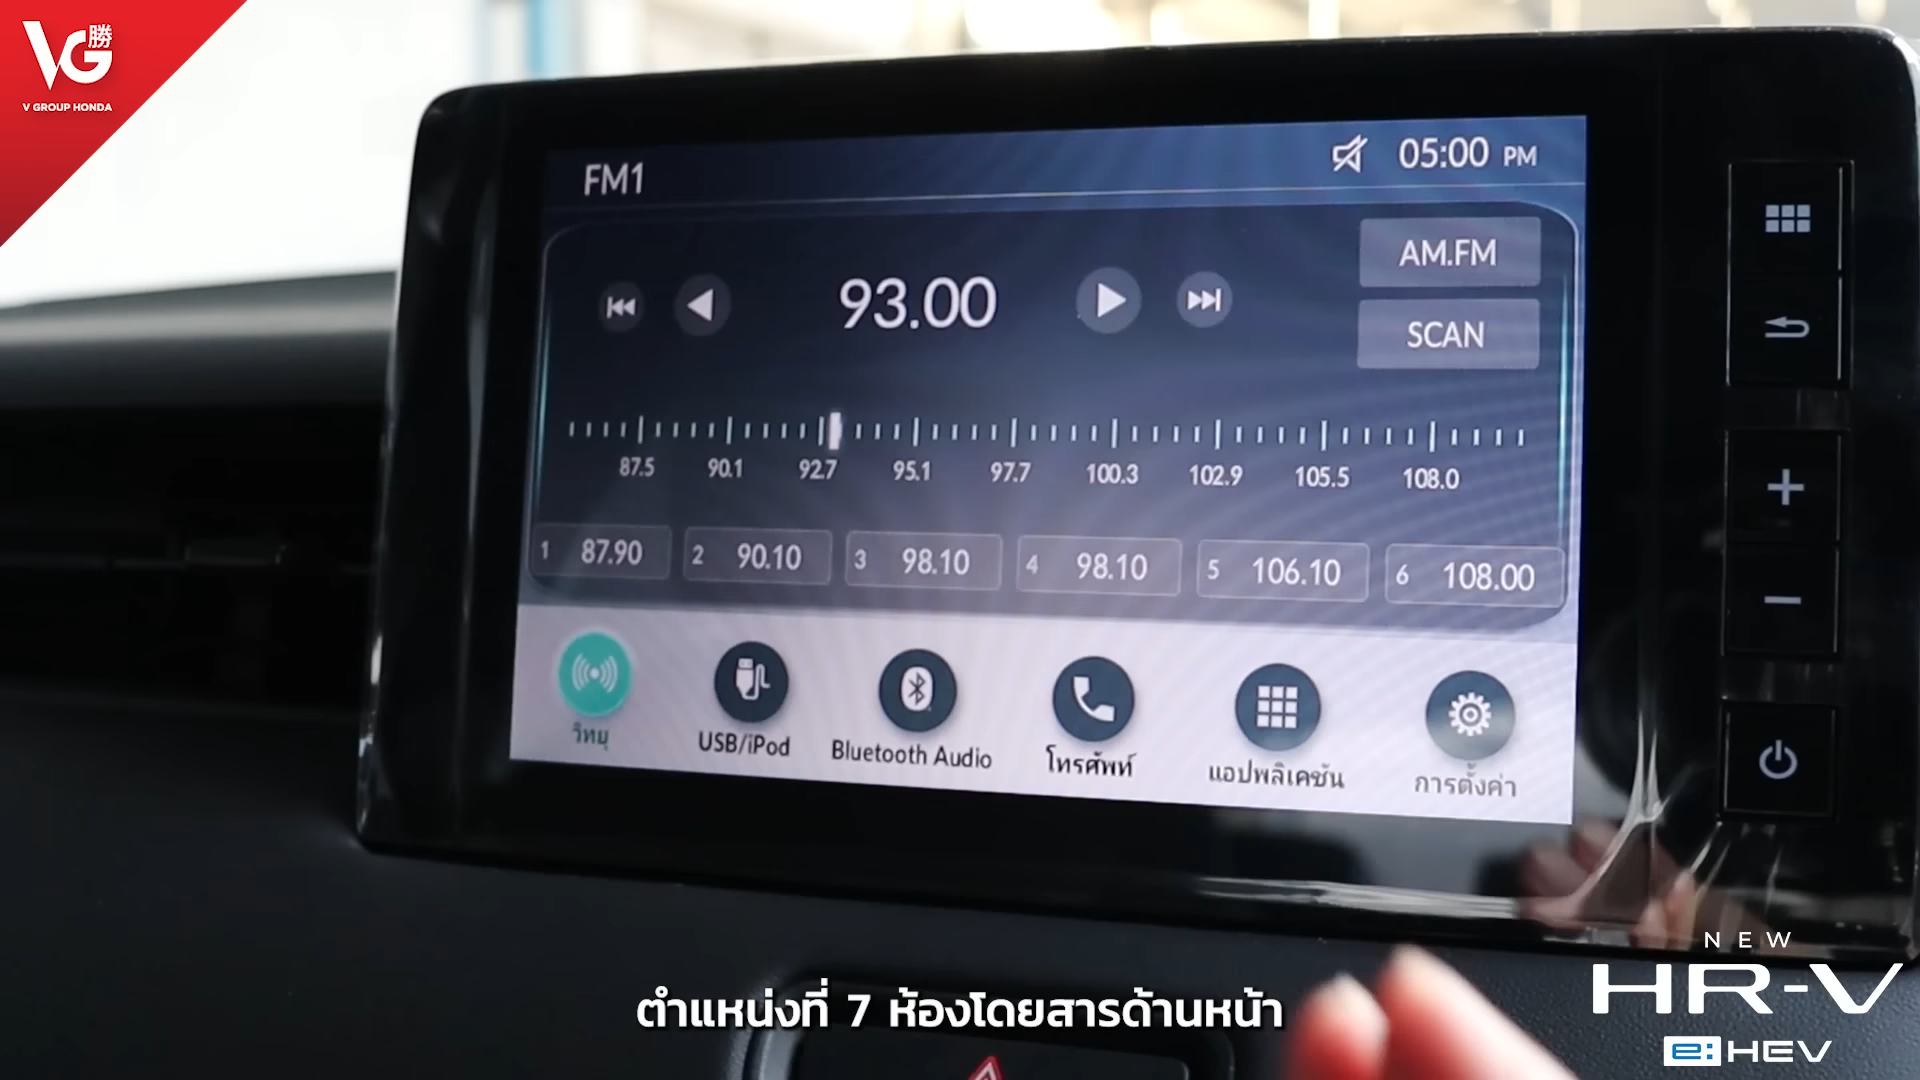 VG勝
V GROUP HONDA
FM1
05:00 PM
93.00
AM.FM
SCAN
87.5 90.1 92.7 95.1 97.7 100.3 102.9 105.5 108.0
1 87.90 2 90.10 3 98.10 4 98.10 5 106.10 6 108.00
วิทยุ USB/iPod Bluetooth Audio โทรศัพท์ แอปพลิเคชัน การตั้งค่า
ตำแหน่งที่ 7 ห้องโดยสารด้านหน้า
NEW
HR-V
e:HEV